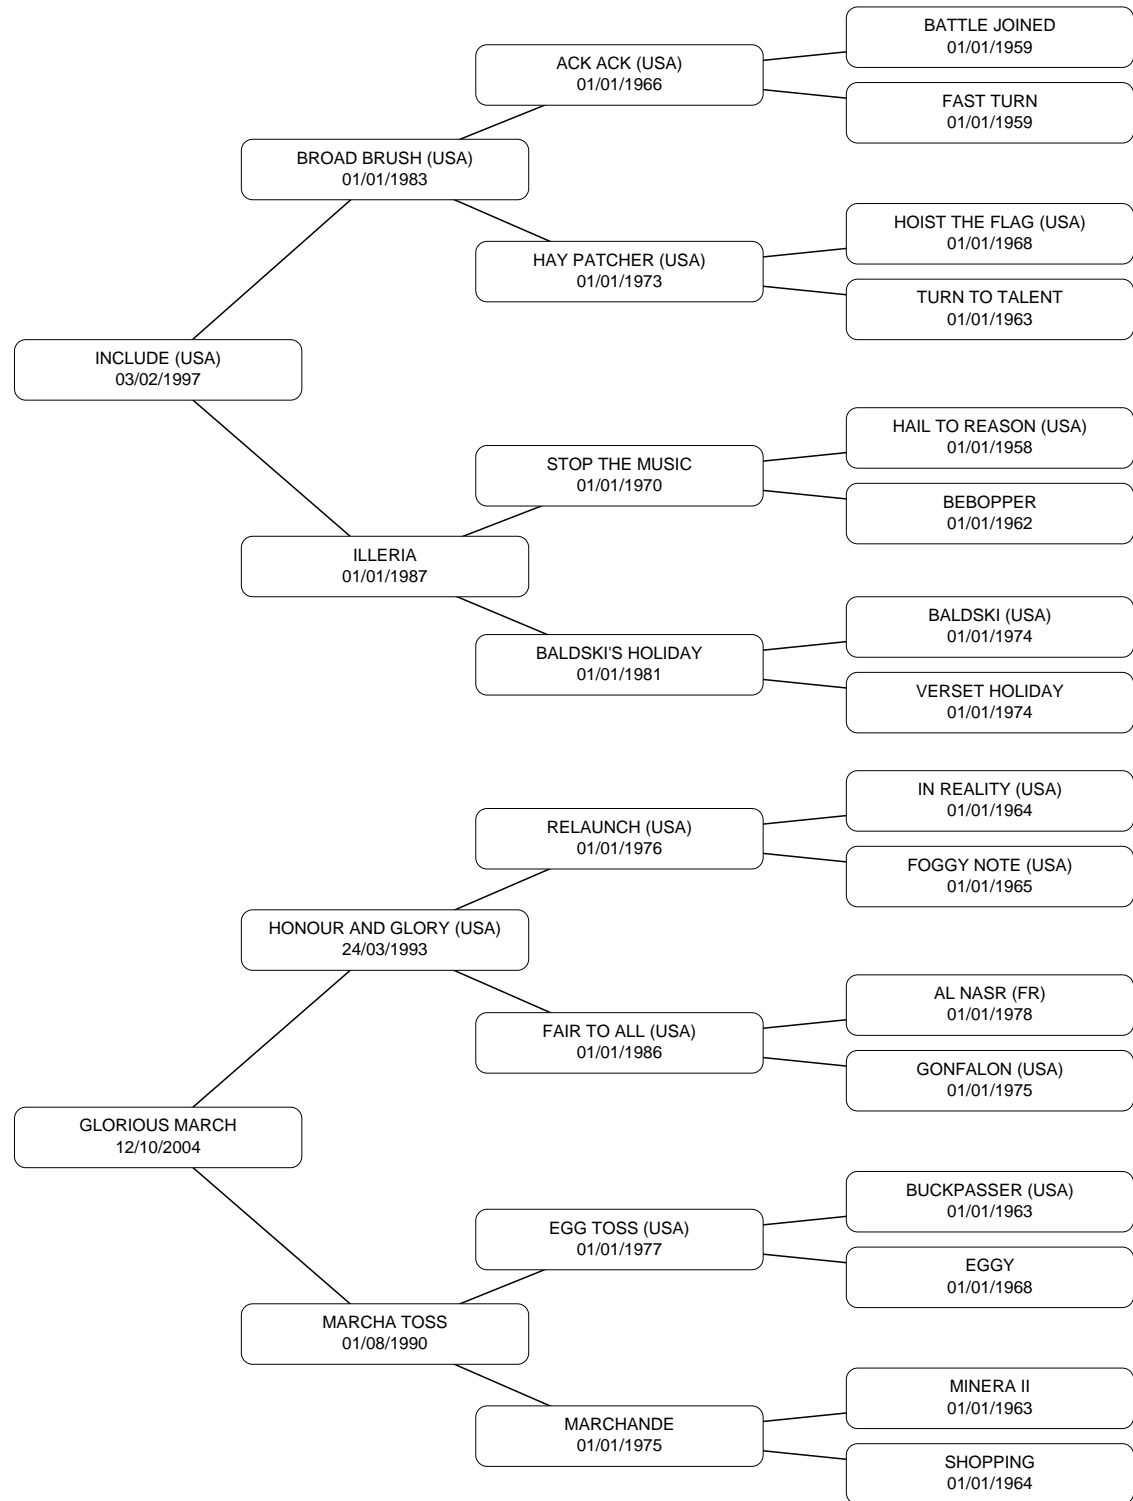 BATTLE JOINED
01/01/1959
ACK ACK (USA)
01/01/1966
FAST TURN
01/01/1959
BROAD BRUSH (USA)
01/01/1983
HOIST THE FLAG (USA)
01/01/1968
HAY PATCHER (USA)
01/01/1973
TURN TO TALENT
01/01/1963
INCLUDE (USA)
03/02/1997
HAIL TO REASON (USA)
01/01/1958
STOP THE MUSIC
01/01/1970
BEBOPPER
01/01/1962
ILLERIA
01/01/1987
BALDSKI (USA)
01/01/1974
BALDSKI'S HOLIDAY
01/01/1981
VERSET HOLIDAY
01/01/1974
IN REALITY (USA)
01/01/1964
RELAUNCH (USA)
01/01/1976
FOGGY NOTE (USA)
01/01/1965
HONOUR AND GLORY (USA)
24/03/1993
AL NASR (FR)
01/01/1978
FAIR TO ALL (USA)
01/01/1986
GONFALON (USA)
01/01/1975
GLORIOUS MARCH
12/10/2004
BUCKPASSER (USA)
01/01/1963
EGG TOSS (USA)
01/01/1977
EGGY
01/01/1968
MARCHA TOSS
01/08/1990
MINERA II
01/01/1963
MARCHANDE
01/01/1975
SHOPPING
01/01/1964